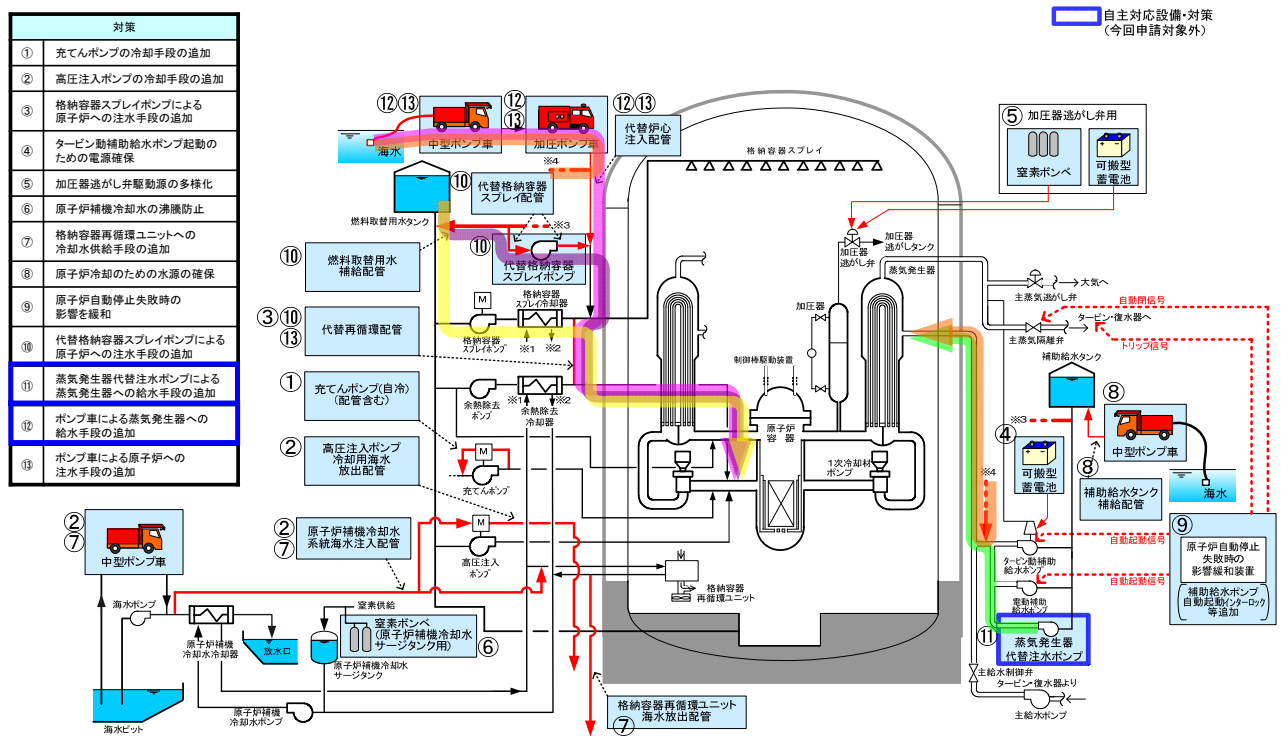 自主対応設備・対策
(今回申請対象外)
対策
① 充てんポンプの冷却手段の追加
② 高圧注入ポンプの冷却手段の追加
③ 格納容器スプレイポンプによる
原子炉への注水手段の追加
④ タービン動補助給水ポンプ起動の
ための電源確保
⑤ 加圧器逃がし弁駆動源の多様化
⑥ 原子炉補機冷却水の沸騰防止
⑦ 格納容器再循環ユニットへの
冷却水供給手段の追加
⑧ 原子炉冷却のための水源の確保
⑨ 原子炉自動停止失敗時の
影響を緩和
⑩ 代替格納容器スプレイポンプによる
原子炉への注水手段の追加
⑪ 蒸気発生器代替注水ポンプによる
蒸気発生器への給水手段の追加
⑫ ポンプ車による蒸気発生器への
給水手段の追加
⑬ ポンプ車による原子炉への
注水手段の追加
⑫⑬
中型ポンプ車
⑫
⑬
加圧ポンプ車
⑫⑬
代替炉心
注入配管
海水
※4
⑩
代替格納容器
スプレイ配管
燃料取替用水タンク
※3
⑩
代替格納容器
スプレイポンプ
⑩
燃料取替用水
補給配管
③⑩
⑬
代替再循環配管
M
格納容器
スプレイ冷却器
格納容器
スプレイポンプ
※1
※2
①
充てんポンプ(自冷)
(配管含む)
余熱除去
ポンプ
※1
※2
余熱除去
冷却器
②
高圧注入ポンプ
冷却用海水
放出配管
M
充てんポンプ
②
⑦
原子炉補機冷却水
系統海水注入配管
M
高圧注入
ポンプ
格納容器スプレイ
⑤ 加圧器逃がし弁用
窒素ボンベ
可搬型
蓄電池
加圧器
逃がし弁
加圧器
逃がしタンク
蒸気発生器
加圧器
制御棒駆動装置
原子炉
容器
1次冷却材
ポンプ
格納容器
再循環ユニット
大気へ
主蒸気逃がし弁
自動閉信号
タービン・復水器へ
主蒸気隔離弁
トリップ信号
補助給水タンク
※3
⑧
中型ポンプ車
海水
④
可搬型
蓄電池
⑧
補助給水タンク
補給配管
※4
タービン動補助
給水ポンプ
自動起動信号
電動補助
給水ポンプ
自動起動信号
⑨
原子炉自動停止
失敗時の
影響緩和装置
補助給水ポンプ
自動起動インターロック
等追加
⑪
蒸気発生器
代替注水ポンプ
主給水制御弁
タービン・復水器より
主給水ポンプ
②
⑦
中型ポンプ車
海水ポンプ
原子炉補機
冷却水冷却器
放水口
窒素供給
窒素ボンベ
(原子炉補機冷却水
サージタンク用)
⑥
原子炉補機冷却水
サージタンク
海水ピット
原子炉補機
冷却水ポンプ
格納容器再循環ユニット
海水放出配管
⑦